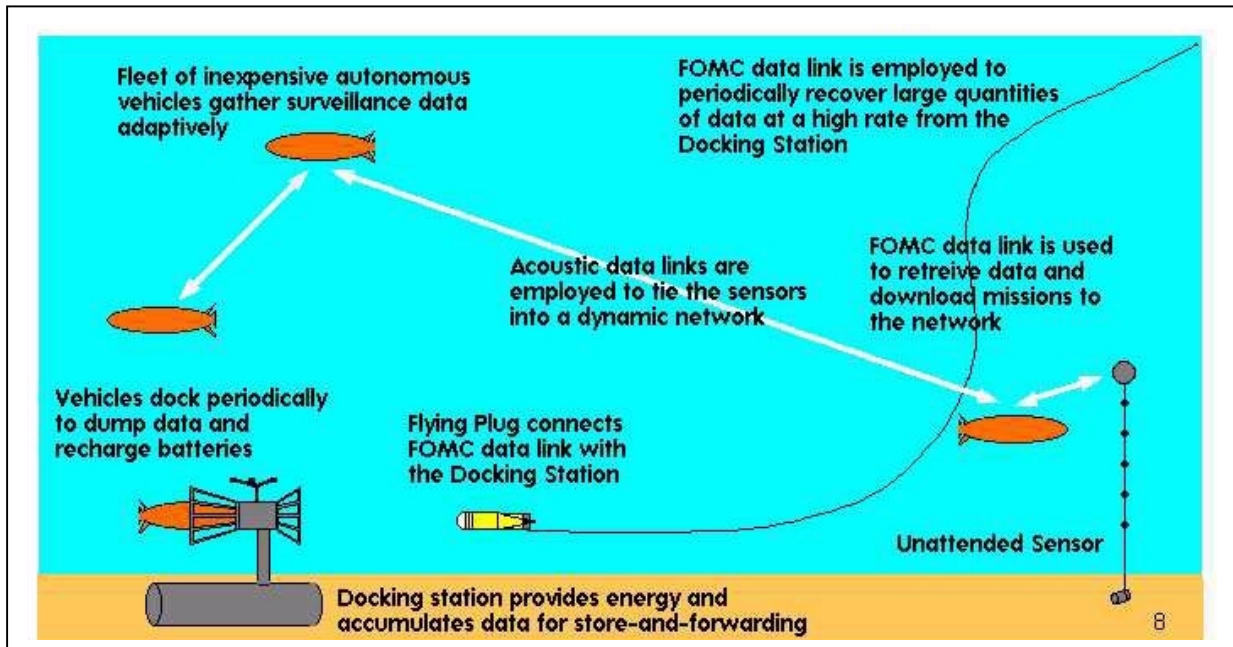 Fleet of inexpensive autonomous
vehicles gather surveillance data
adaptively
FOMC data link is employed to
periodically recover large quantities
of data at a high rate from the
Docking Station
Acoustic data links are
employed to tie the sensors
into a dynamic network
FOMC data link is used
to retreive data and
download missions to
the network
Vehicles dock periodically
to dump data and
recharge batteries
Flying Plug connects
FOMC data link with
the Docking Station
Unattended Sensor
Docking station provides energy and
accumulates data for store-and-forwarding
8